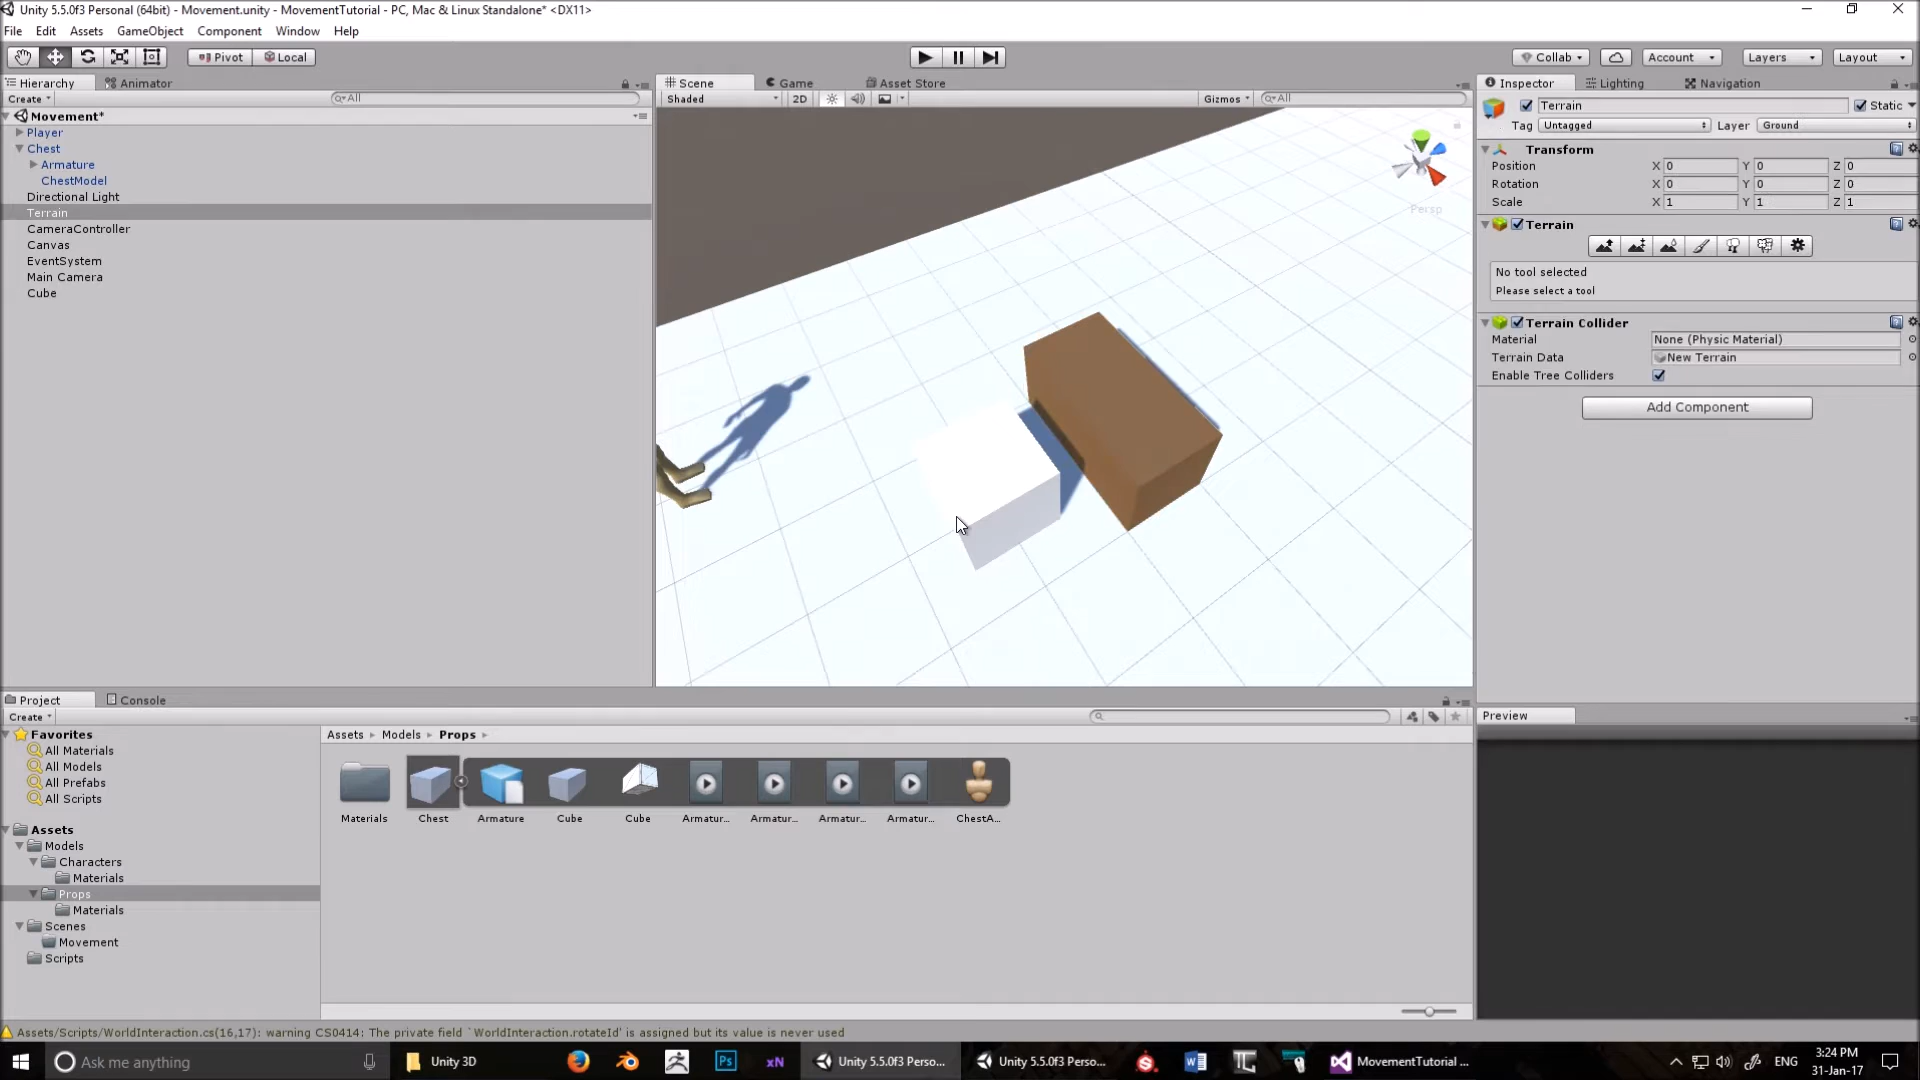 Unity 5.5.0f3 Personal (64bit) - Movement.unity - MovementTutorial - PC, Mac & Linux Standalone* <DX11>
File Edit Assets GameObject Component Window Help
Pivot Local Collab Account Layers Layout
Hierarchy Animator
Create All
Movement*
Player
Chest
Armature
ChestModel
Directional Light
Terrain
CameraController
Canvas
EventSystem
Main Camera
Cube
Scene Game Asset Store
Shaded 2D Gizmos All
Persp
Inspector Lighting Navigation
Terrain Static
Tag Untagged Layer Ground
Transform
Position X 0 Y 0 Z 0
Rotation X 0 Y 0 Z 0
Scale X 1 Y 1 Z 1
Terrain
No tool selected
Please select a tool
Terrain Collider
Material None (Physic Material)
Terrain Data New Terrain
Enable Tree Colliders
Add Component
Project Console
Create
Favorites
All Materials
All Models
All Prefabs
All Scripts
Assets
Models
Characters
Materials
Props
Materials
Scenes
Movement
Scripts
Assets Models Props
Materials Chest Armature Cube Cube Armatur... Armatur... Armatur... Armatur... ChestA...
Preview
Assets/Scripts/WorldInteraction.cs(16,17): warning CS0414: The private field `WorldInteraction.rotateId' is assigned but its value is never used
Ask me anything Unity 3D Ps xN Unity 5.5.0f3 Perso... Unity 5.5.0f3 Perso... MovementTutorial ... ENG 3:24 PM
31-Jan-17